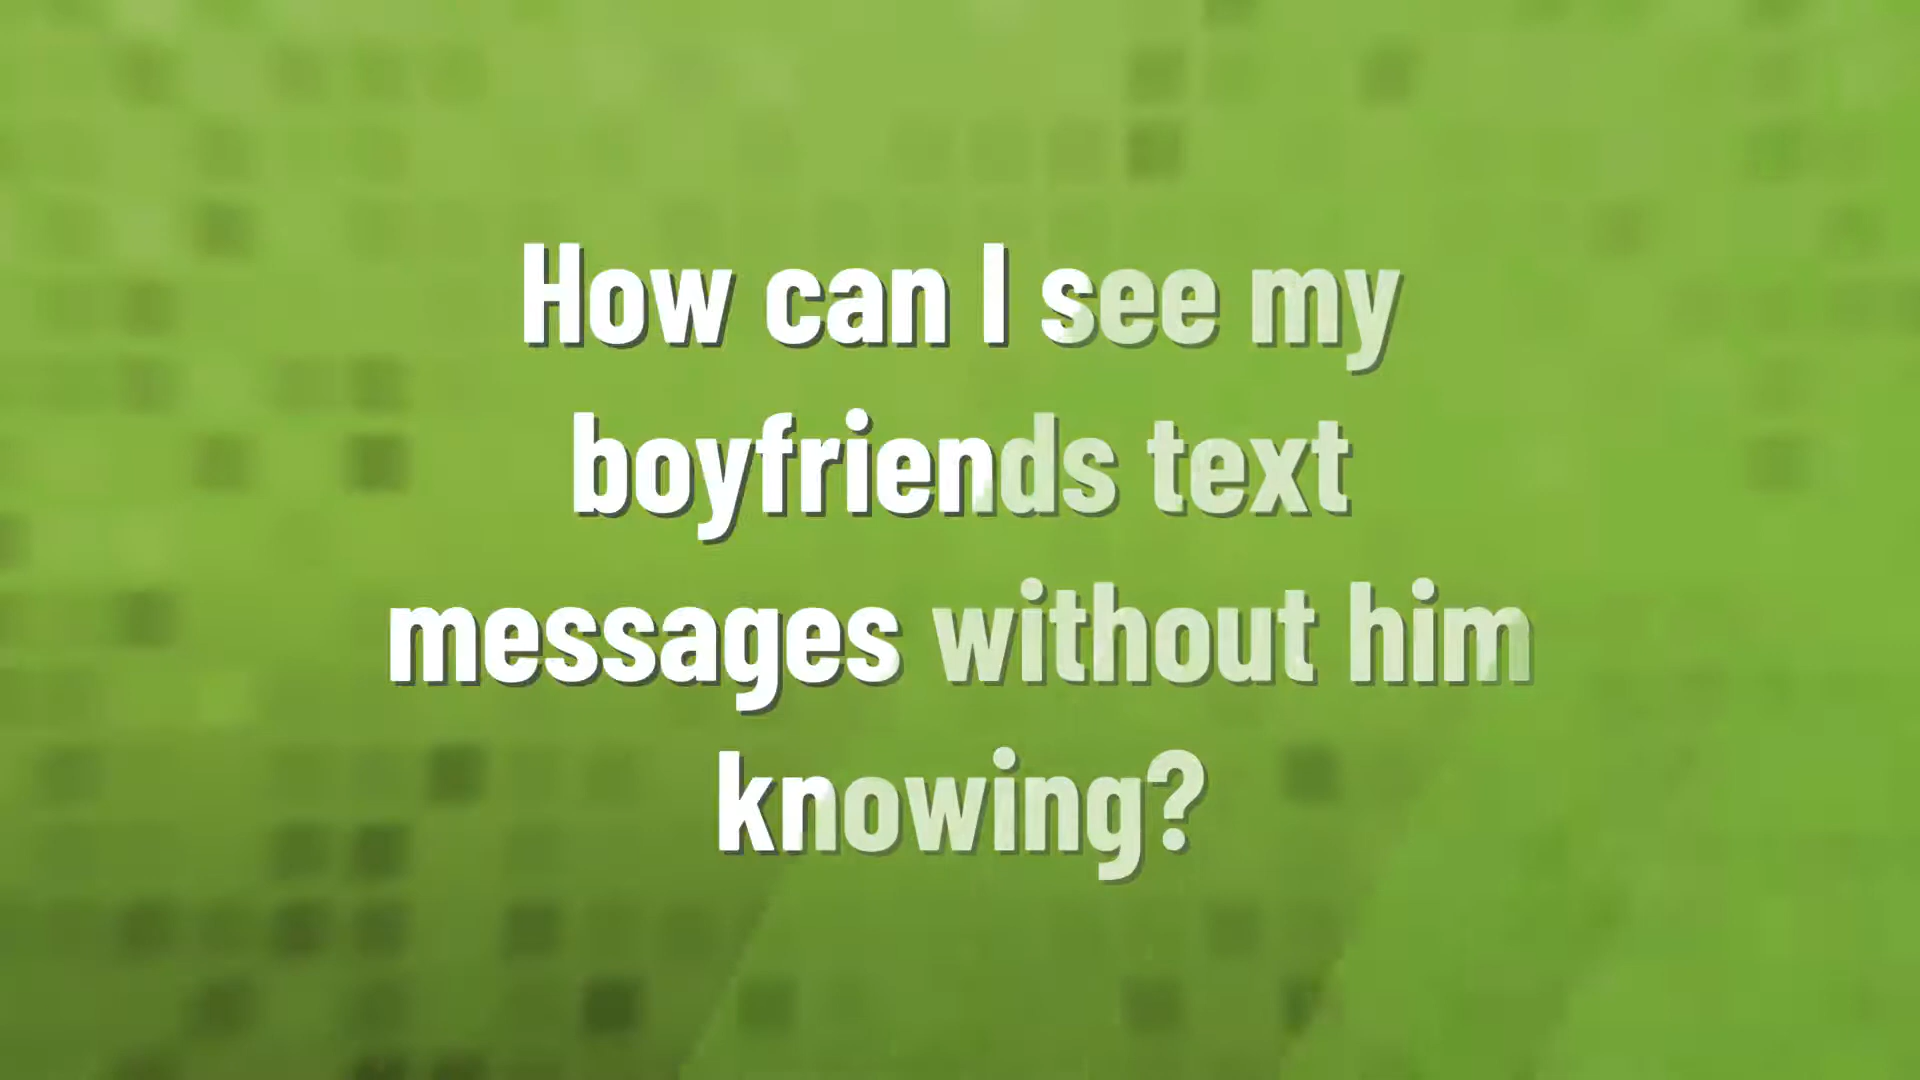 How can I see my
boyfriends text
messages without him
knowing?